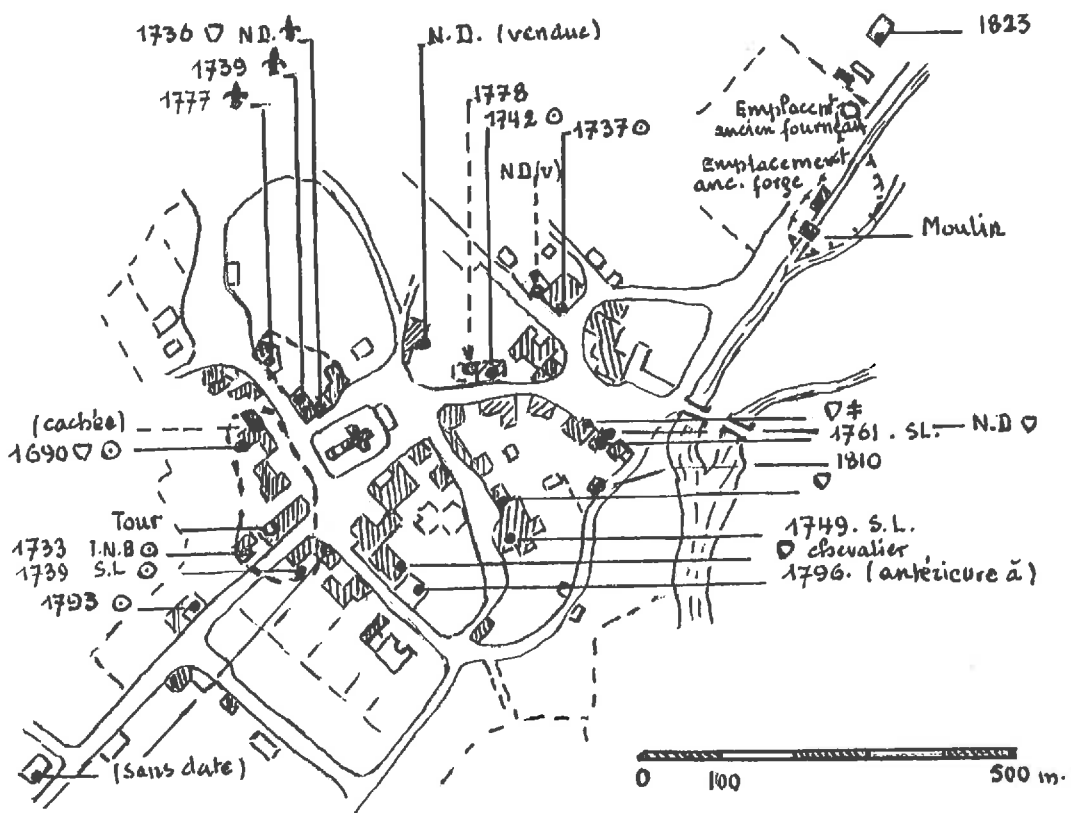 1736 N.D.
1739
1777
N.D. (vendue)
1778
1742
1737
N.D(v)
1823
Emplacemt
ancien fourneau
Emplacement
anc. forge
Moulin
(cachée)
1690
Tour
1733 I.N.B
1739 S.L
1793
(Sans date)
1761 . SL. N.D
1810
1749. S.L.
chevalier
1796. (antérieure à)
0 100 500 m.